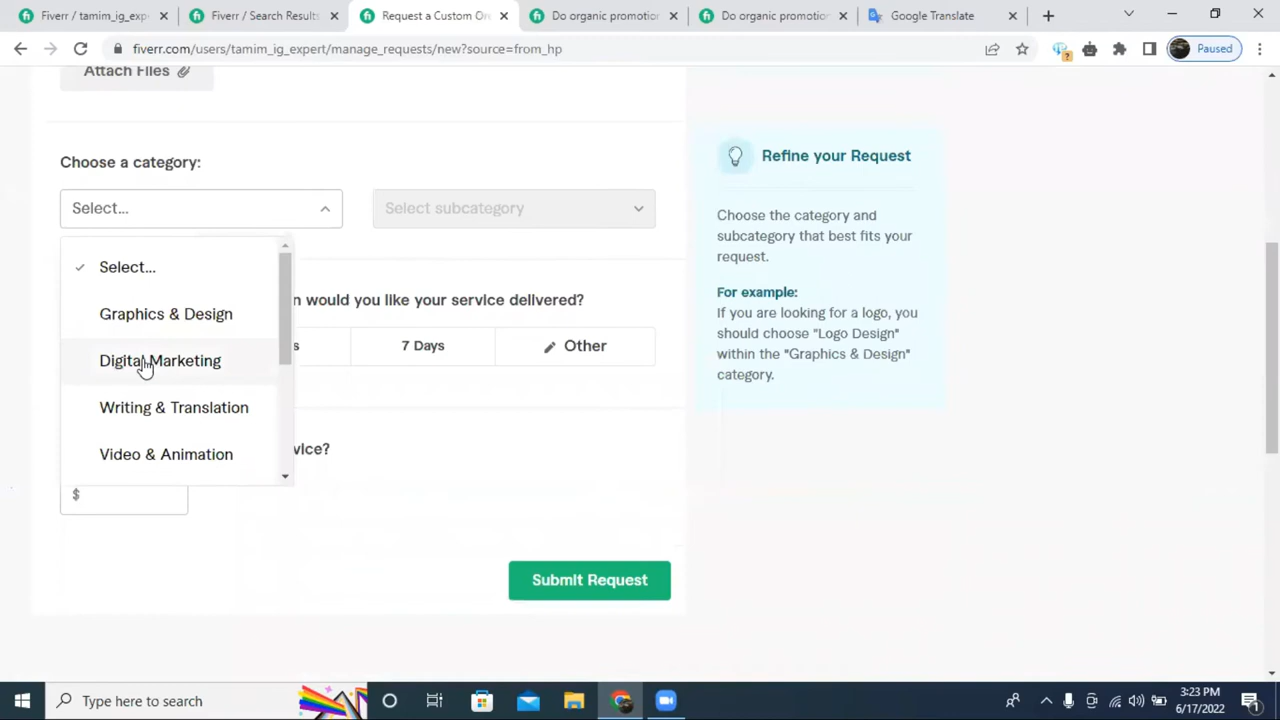 Fiverr / tamim_ig_exp
Fiverr / Search Results
Request a Custom Or
Do organic promotion
Do organic promotion
Google Translate
fiverr.com/users/tamim_ig_expert/manage_requests/new?source=from_hp
Paused
Attach Files
Choose a category:
Select...
Select subcategory
Select...
Graphics & Design
Digital Marketing
Writing & Translation
Video & Animation
n would you like your service delivered?
s
7 Days
Other
vice?
$
Submit Request
Refine your Request
Choose the category and
subcategory that best fits your
request.
For example:
If you are looking for a logo, you
should choose "Logo Design"
within the "Graphics & Design"
category.
Type here to search
3:23 PM
6/17/2022
1